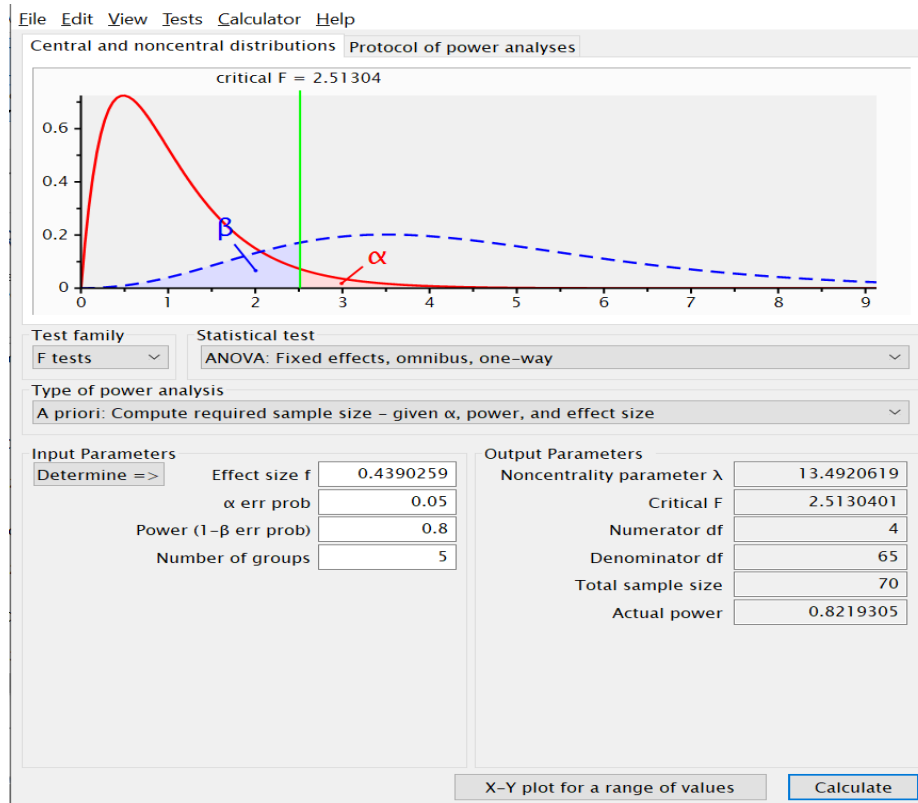 File Edit View Tests Calculator Help
Central and noncentral distributions Protocol of power analyses
critical F = 2.51304
0.6
0.4
0.2
0
β
α
0 1 2 3 4 5 6 7 8 9
Test family
F tests
Statistical test
ANOVA: Fixed effects, omnibus, one-way
Type of power analysis
A priori: Compute required sample size - given α, power, and effect size
Input Parameters
Determine =>
Effect size f 0.4390259
α err prob 0.05
Power (1-β err prob) 0.8
Number of groups 5
Output Parameters
Noncentrality parameter λ 13.4920619
Critical F 2.5130401
Numerator df 4
Denominator df 65
Total sample size 70
Actual power 0.8219305
X-Y plot for a range of values
Calculate